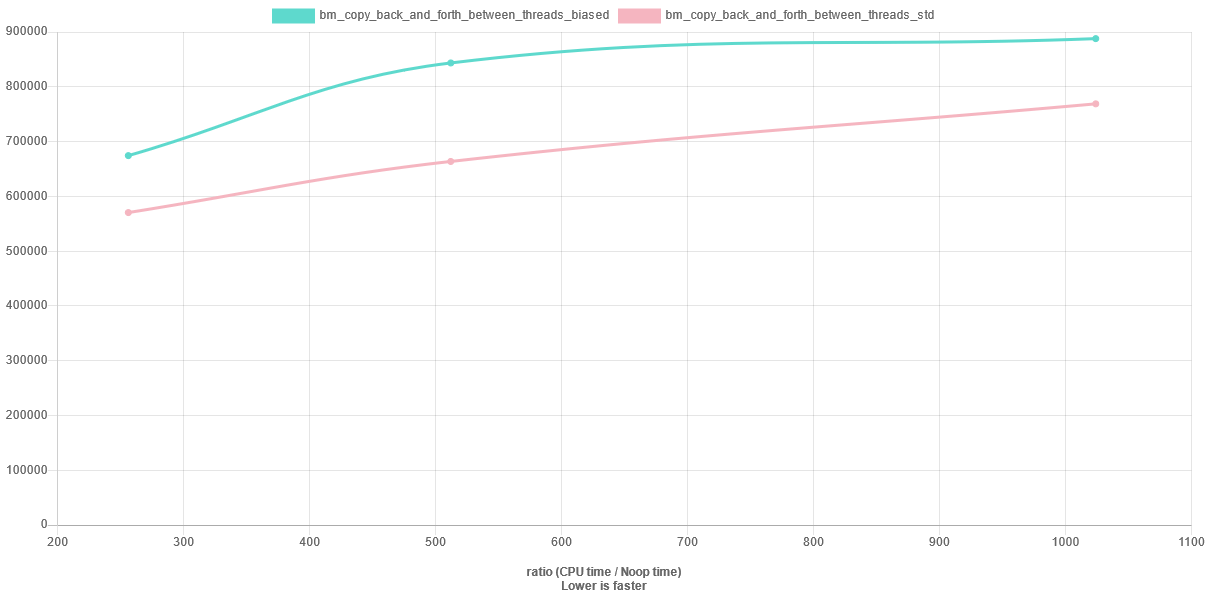 bm_copy_back_and_forth_between_threads_biased bm_copy_back_and_forth_between_threads_std
900000
800000
700000
600000
500000
400000
300000
200000
100000
0
200 300 400 500 600 700 800 900 1000 1100
ratio (CPU time / Noop time)
Lower is faster